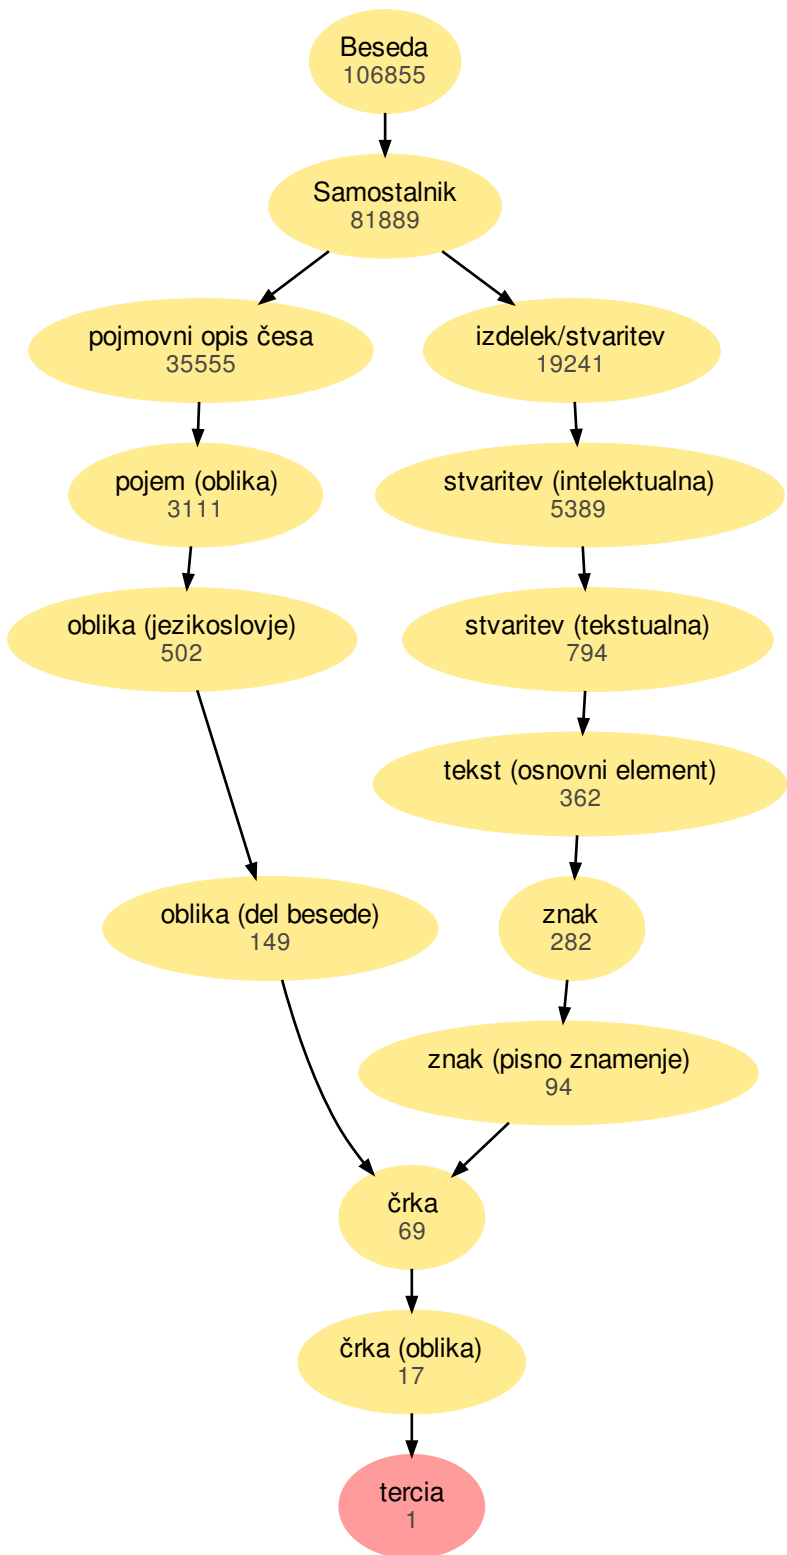 Beseda
106855
Samostalnik
81889
pojmovni opis česa
35555
izdelek/stvaritev
19241
pojem (oblika)
3111
stvaritev (intelektualna)
5389
oblika (jezikoslovje)
502
stvaritev (tekstualna)
794
tekst (osnovni element)
362
oblika (del besede)
149
znak
282
znak (pisno znamenje)
94
črka
69
črka (oblika)
17
tercia
1